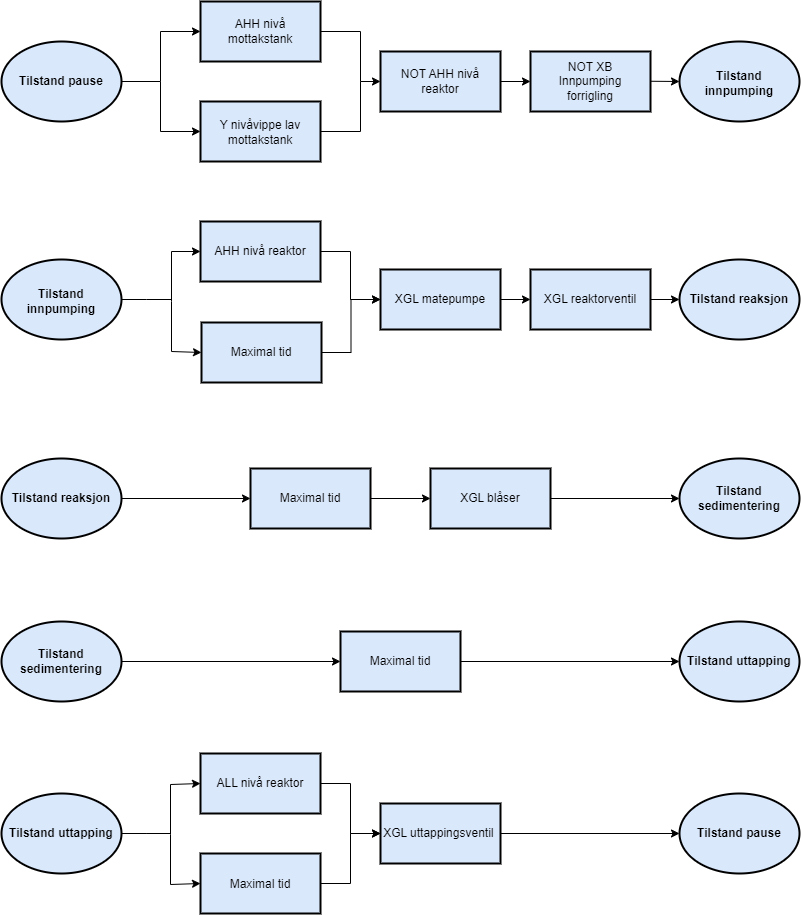 Tilstand pause
AHH nivå
mottakstank
Y nivåvippe lav
mottakstank
NOT AHH nivå
reaktor
NOT XB
Innpumping
forrigling
Tilstand
innpumping
Tilstand
innpumping
AHH nivå reaktor
Maximal tid
XGL matepumpe
XGL reaktorventil
Tilstand reaksjon
Tilstand reaksjon
Maximal tid
XGL blåser
Tilstand
sedimentering
Tilstand
sedimentering
Maximal tid
Tilstand uttapping
Tilstand uttapping
ALL nivå reaktor
Maximal tid
XGL uttappingsventil
Tilstand pause